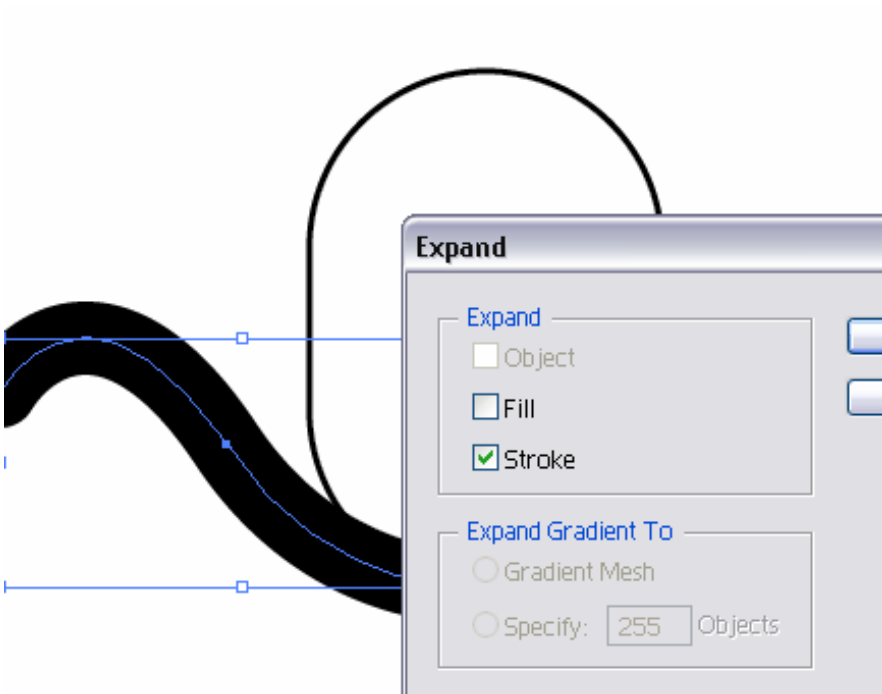 Expand
Expand
Object
Fill
Stroke
Expand Gradient To
Gradient Mesh
Specify: 255 Objects